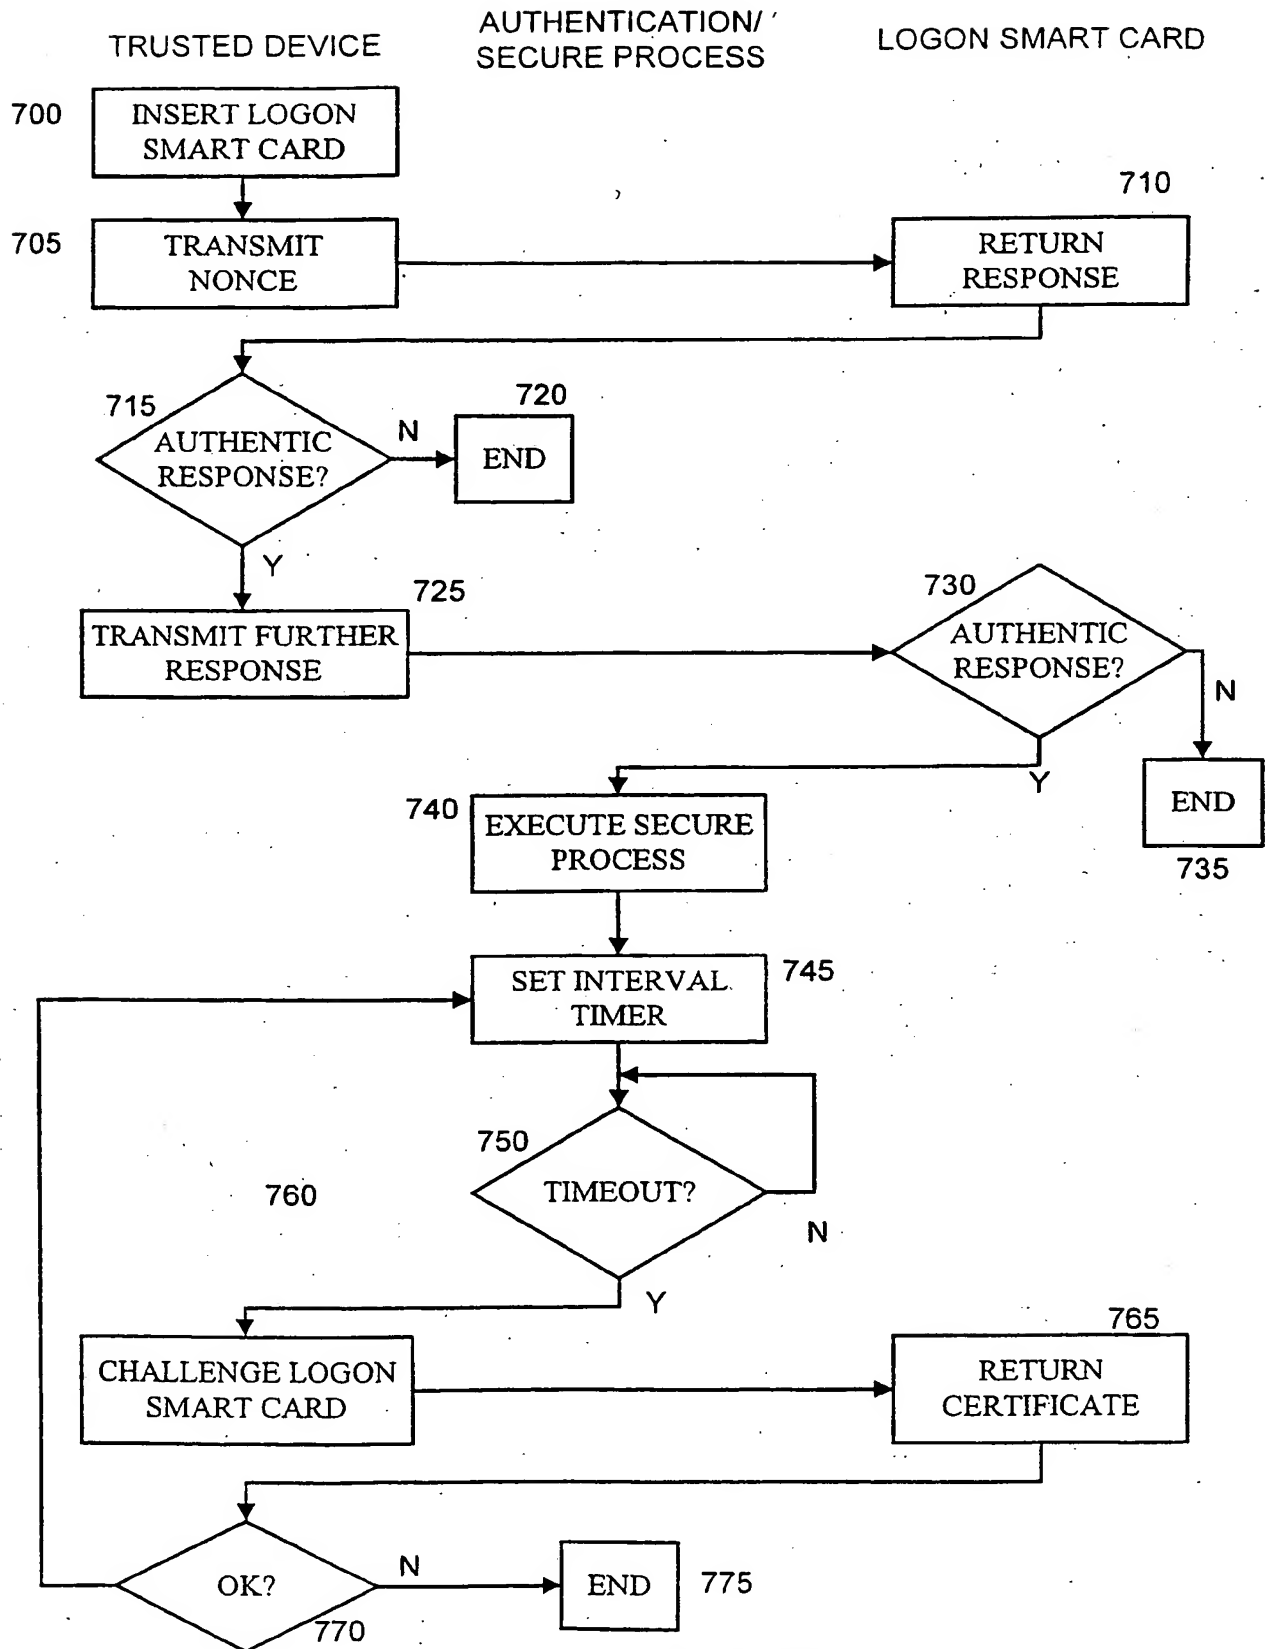 TRUSTED DEVICE
AUTHENTICATION/
SECURE PROCESS
LOGON SMART CARD
700
INSERT LOGON
SMART CARD
705
TRANSMIT
NONCE
710
RETURN
RESPONSE
715
AUTHENTIC
RESPONSE?
N
720
END
Y
725
TRANSMIT FURTHER
RESPONSE
730
AUTHENTIC
RESPONSE?
N
Y
END
735
740
EXECUTE SECURE
PROCESS
SET INTERVAL
TIMER
745
750
TIMEOUT?
N
Y
760
CHALLENGE LOGON
SMART CARD
765
RETURN
CERTIFICATE
OK?
N
770
END
775